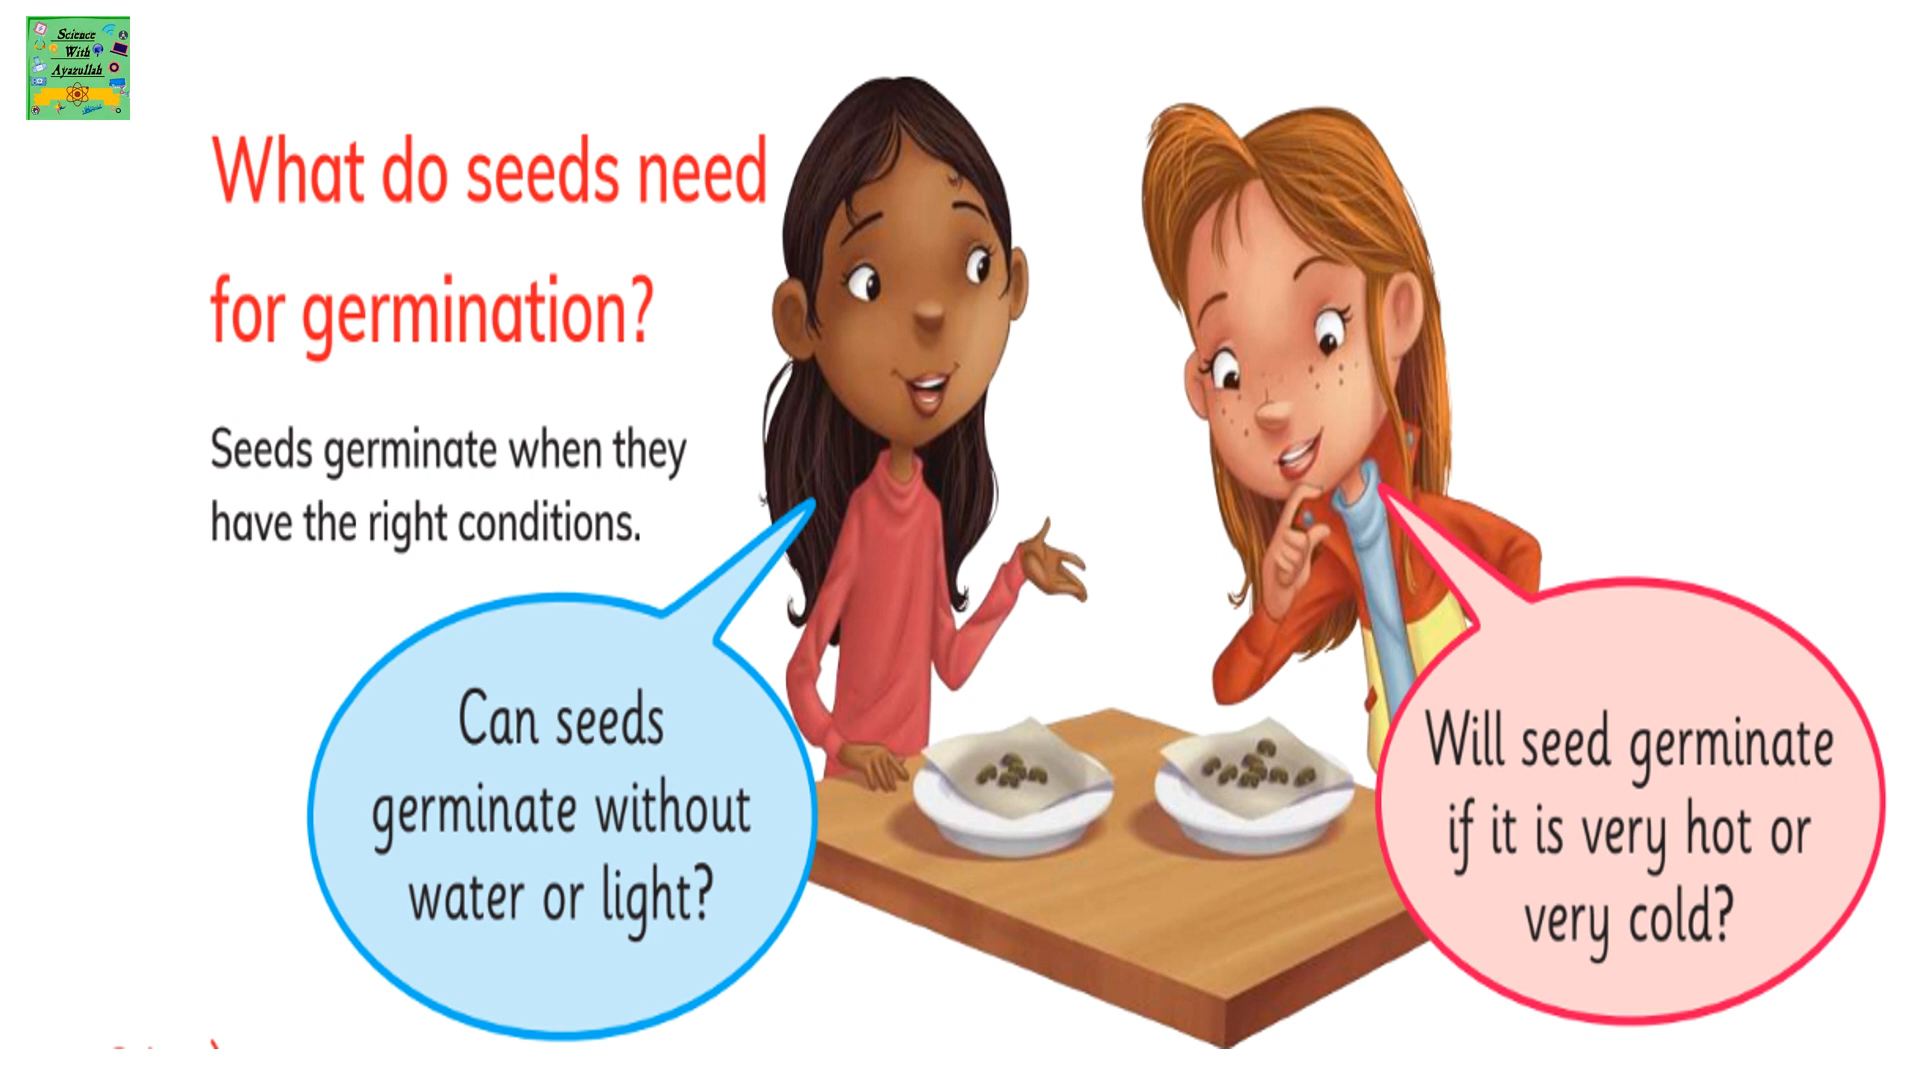 Science
With
Ayazullah
What do seeds need
for germination?
Seeds germinate when they
have the right conditions.
Can seeds
germinate without
water or light?
Will seed germinate
if it is very hot or
very cold?